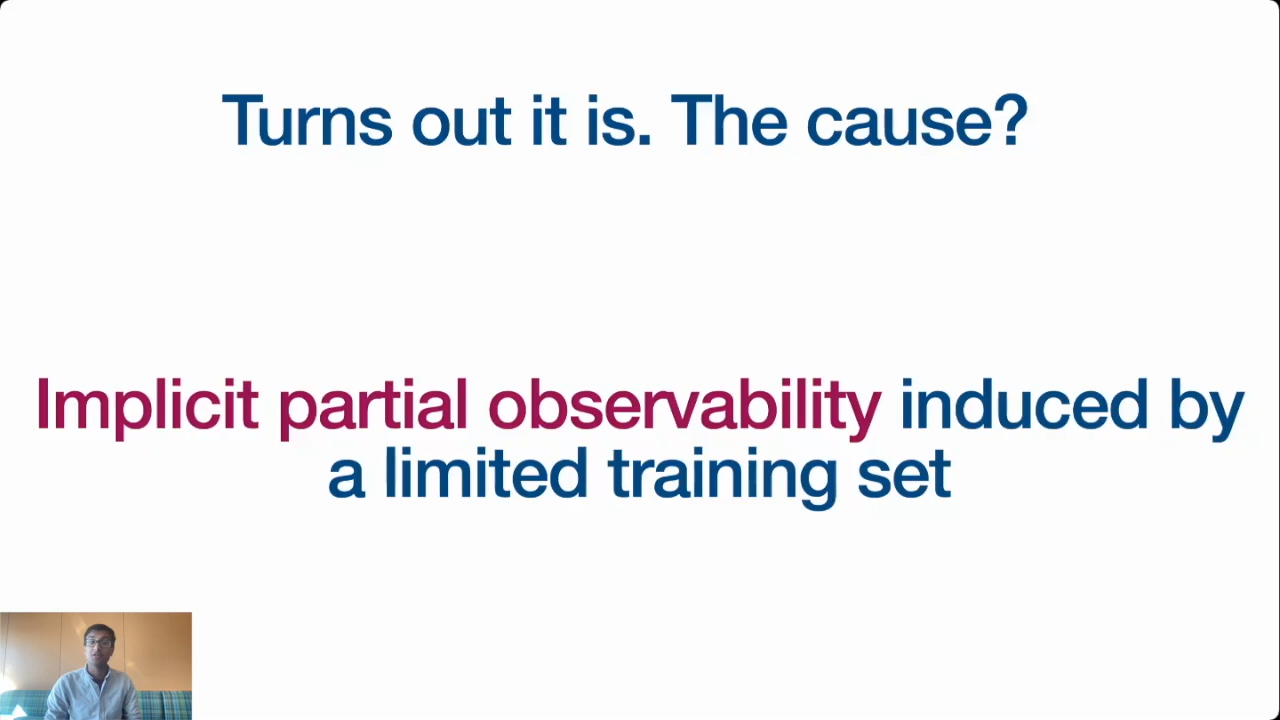 Turns out it is. The cause?
Implicit partial observability induced by
a limited training set